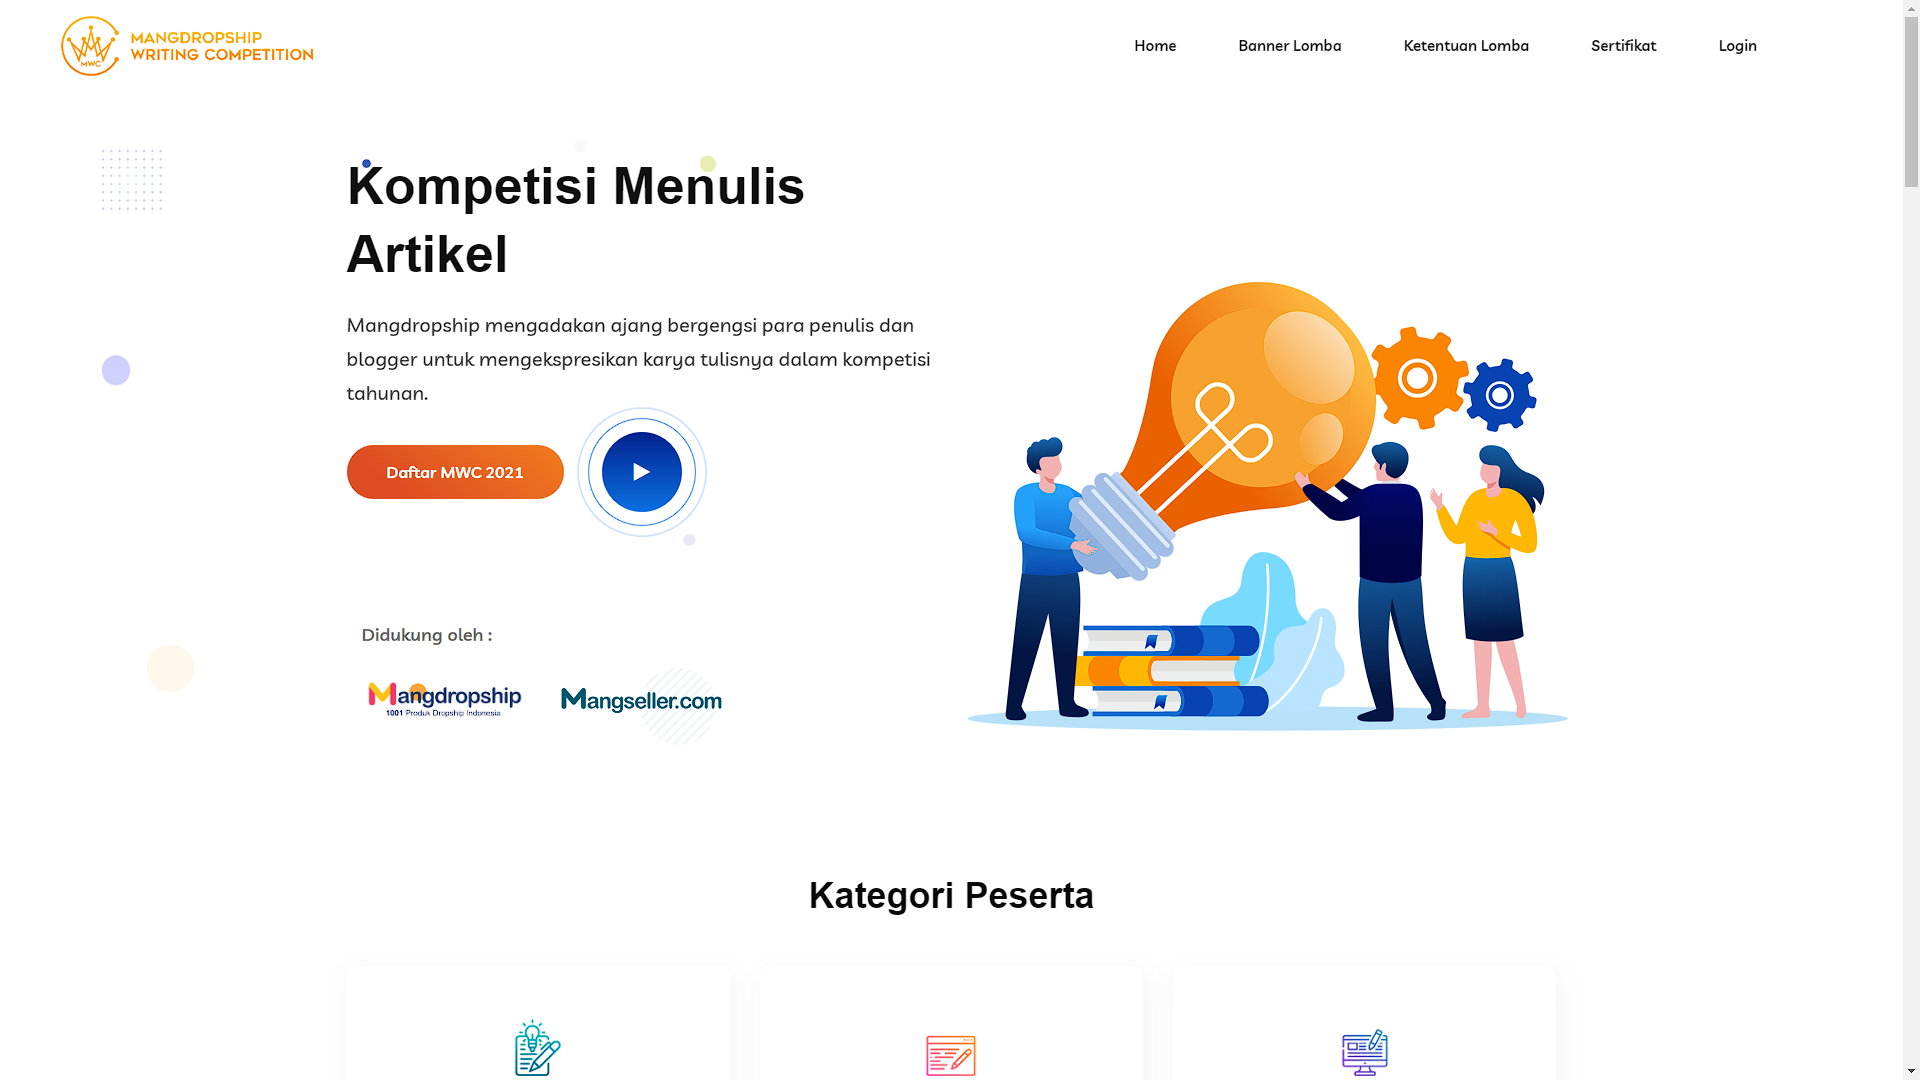 MANGDROPSHIP
WRITING COMPETITION
MWC
Home
Banner Lomba
Ketentuan Lomba
Sertifikat
Login
Kompetisi Menulis
Artikel
Mangdropship mengadakan ajang bergengsi para penulis dan
blogger untuk mengekspresikan karya tulisnya dalam kompetisi
tahunan.
Daftar MWC 2021
Didukung oleh :
Mangdropship
1001 Produk Dropship Indonesia
Mangseller.com
Kategori Peserta